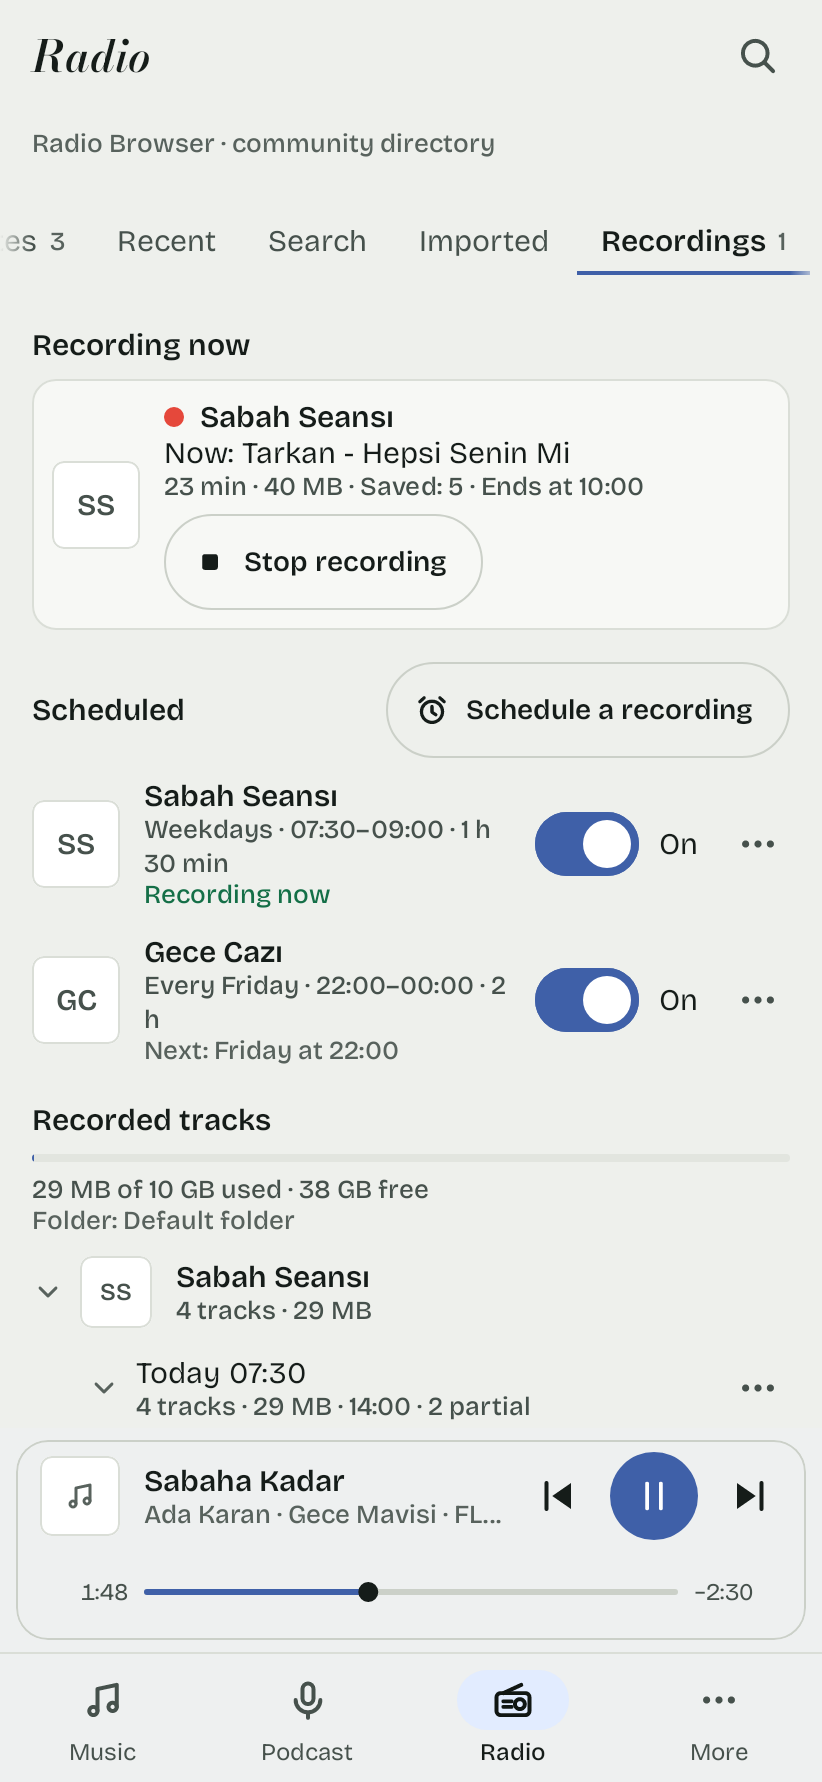 Radio
Radio Browser · community directory
es 3 Recent Search Imported Recordings 1
Recording now
Sabah Seansı
Now: Tarkan - Hepsi Senin Mi
SS
23 min · 40 MB · Saved: 5 · Ends at 10:00
Stop recording
Scheduled
Schedule a recording
SS
Sabah Seansı
Weekdays · 07:30–09:00 · 1 h
30 min
Recording now
On
GC
Gece Cazı
Every Friday · 22:00–00:00 · 2
h
Next: Friday at 22:00
On
Recorded tracks
29 MB of 10 GB used · 38 GB free
Folder: Default folder
SS
Sabah Seansı
4 tracks · 29 MB
Today 07:30
4 tracks · 29 MB · 14:00 · 2 partial
Sabaha Kadar
Ada Karan · Gece Mavisi · FL...
1:48
−2:30
Music Podcast Radio More